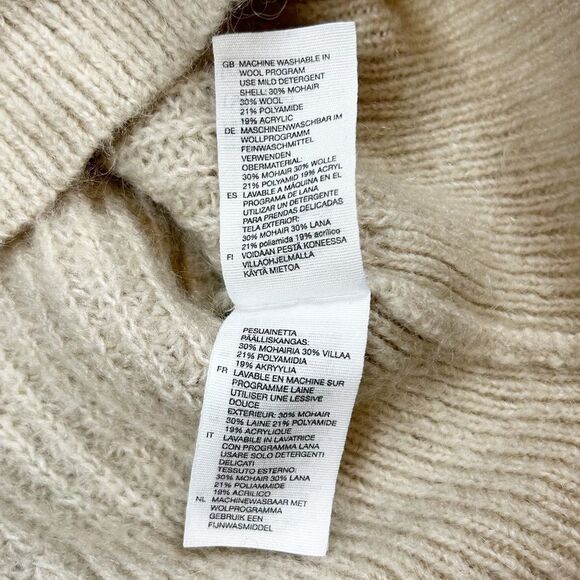 GB MACHINE WASHABLE IN
WOOL PROGRAM
USE MILD DETERGENT
SHELL: 30% MOHAIR
30% WOOL
21% POLYAMIDE
19% ACRYLIC
DE MASCHINENWASCHBAR IM
WOLLPROGRAMM
FEINWASCHMITTEL
VERWENDEN
OBERMATERIAL:
30% MOHAIR 30% WOLLE
21% POLYAMID 19% ACRYL
ES LAVABLE A MÁQUINA EN EL
PROGRAMA DE LANA
UTILIZAR UN DETERGENTE
PARA PRENDAS DELICADAS
TELA EXTERIOR:
30% MOHAIR 30% LANA
21% poliamida 19% acrílico
FI VOIDAAN PESTÄ KONEESSA
VILLAOHJELMALLA
KÄYTÄ MIETOA
PESUAINETTA
PÄÄLLISKANGAS:
30% MOHAIRIA 30% VILLAA
21% POLYAMIDIA
19% AKRYYLIA
FR LAVABLE EN MACHINE SUR
PROGRAMME LAINE
UTILISER UNE LESSIVE
DOUCE
EXTERIEUR: 30% MOHAIR
30% LAINE 21% POLYAMIDE
19% ACRYLIQUE
IT LAVABILE IN LAVATRICE
CON PROGRAMMA LANA
USARE SOLO DETERGENTI
DELICATI
TESSUTO ESTERNO:
30% MOHAIR 30% LANA
21% POLIAMMIDE
19% ACRILICO
NL MACHINEWASBAAR MET
WOLPROGRAMMA
GEBRUIK EEN
FIJNWASMIDDEL